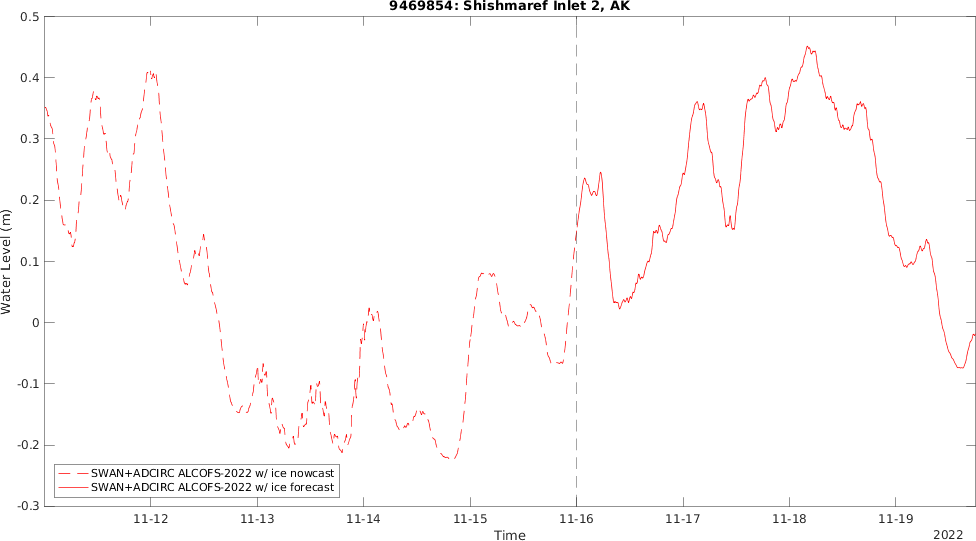 9469854: Shishmaref Inlet 2, AK
0.5
0.4
0.3
0.2
0.1
0
-0.1
-0.2
-0.3
Water Level (m)
SWAN+ADCIRC ALCOFS-2022 w/ ice nowcast
SWAN+ADCIRC ALCOFS-2022 w/ ice forecast
11-12 11-13 11-14 11-15 11-16 11-17 11-18 11-19
Time
2022